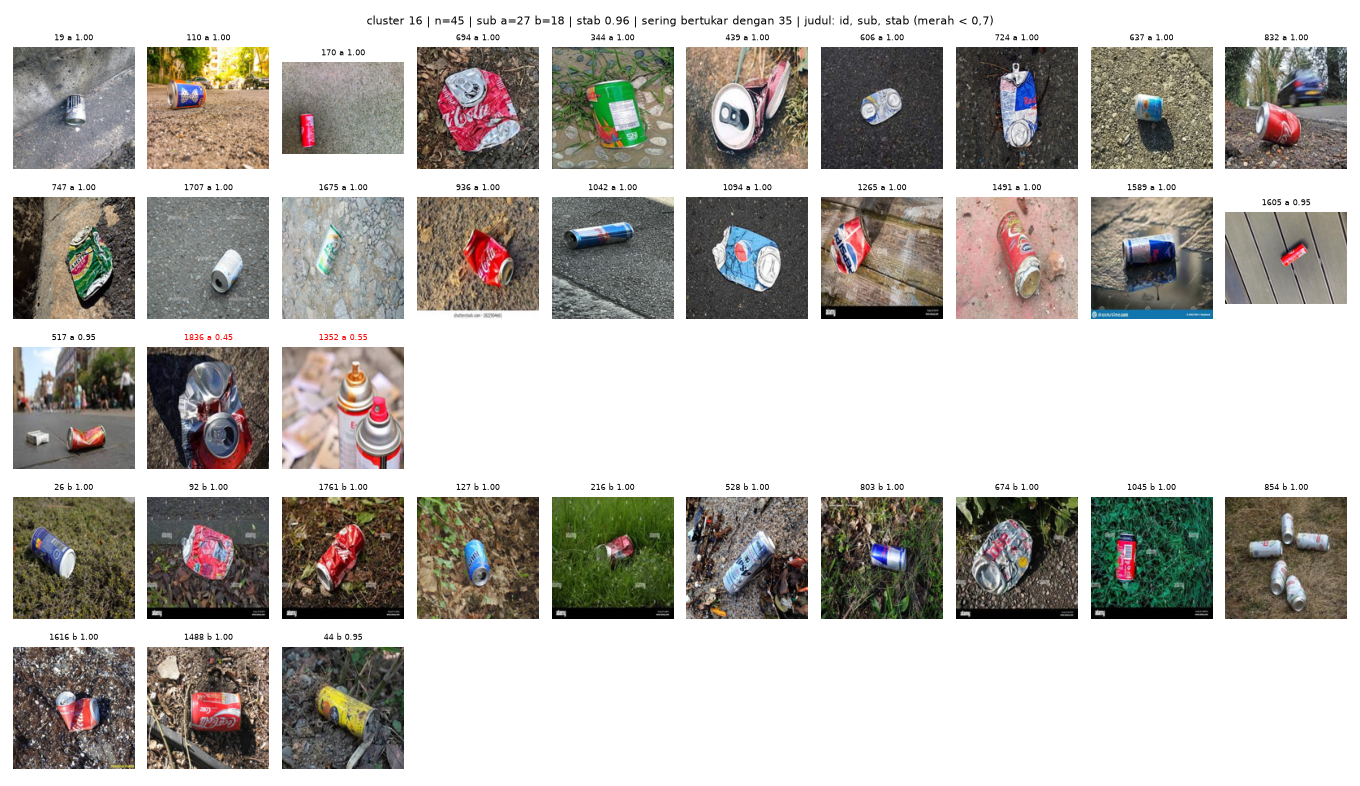 cluster 16 | n=45 | sub a=27 b=18 | stab 0.96 | sering bertukar dengan 35 | judul: id, sub, stab (merah < 0,7)
19 a 1.00 110 a 1.00 170 a 1.00 694 a 1.00 344 a 1.00 439 a 1.00 606 a 1.00 724 a 1.00 637 a 1.00 832 a 1.00
747 a 1.00 1707 a 1.00 1675 a 1.00 936 a 1.00 1042 a 1.00 1094 a 1.00 1265 a 1.00 1491 a 1.00 1589 a 1.00 1605 a 0.95
517 a 0.95 1836 a 0.45 1352 a 0.55
26 b 1.00 92 b 1.00 1761 b 1.00 127 b 1.00 216 b 1.00 528 b 1.00 803 b 1.00 674 b 1.00 1045 b 1.00 854 b 1.00
1616 b 1.00 1488 b 1.00 44 b 0.95